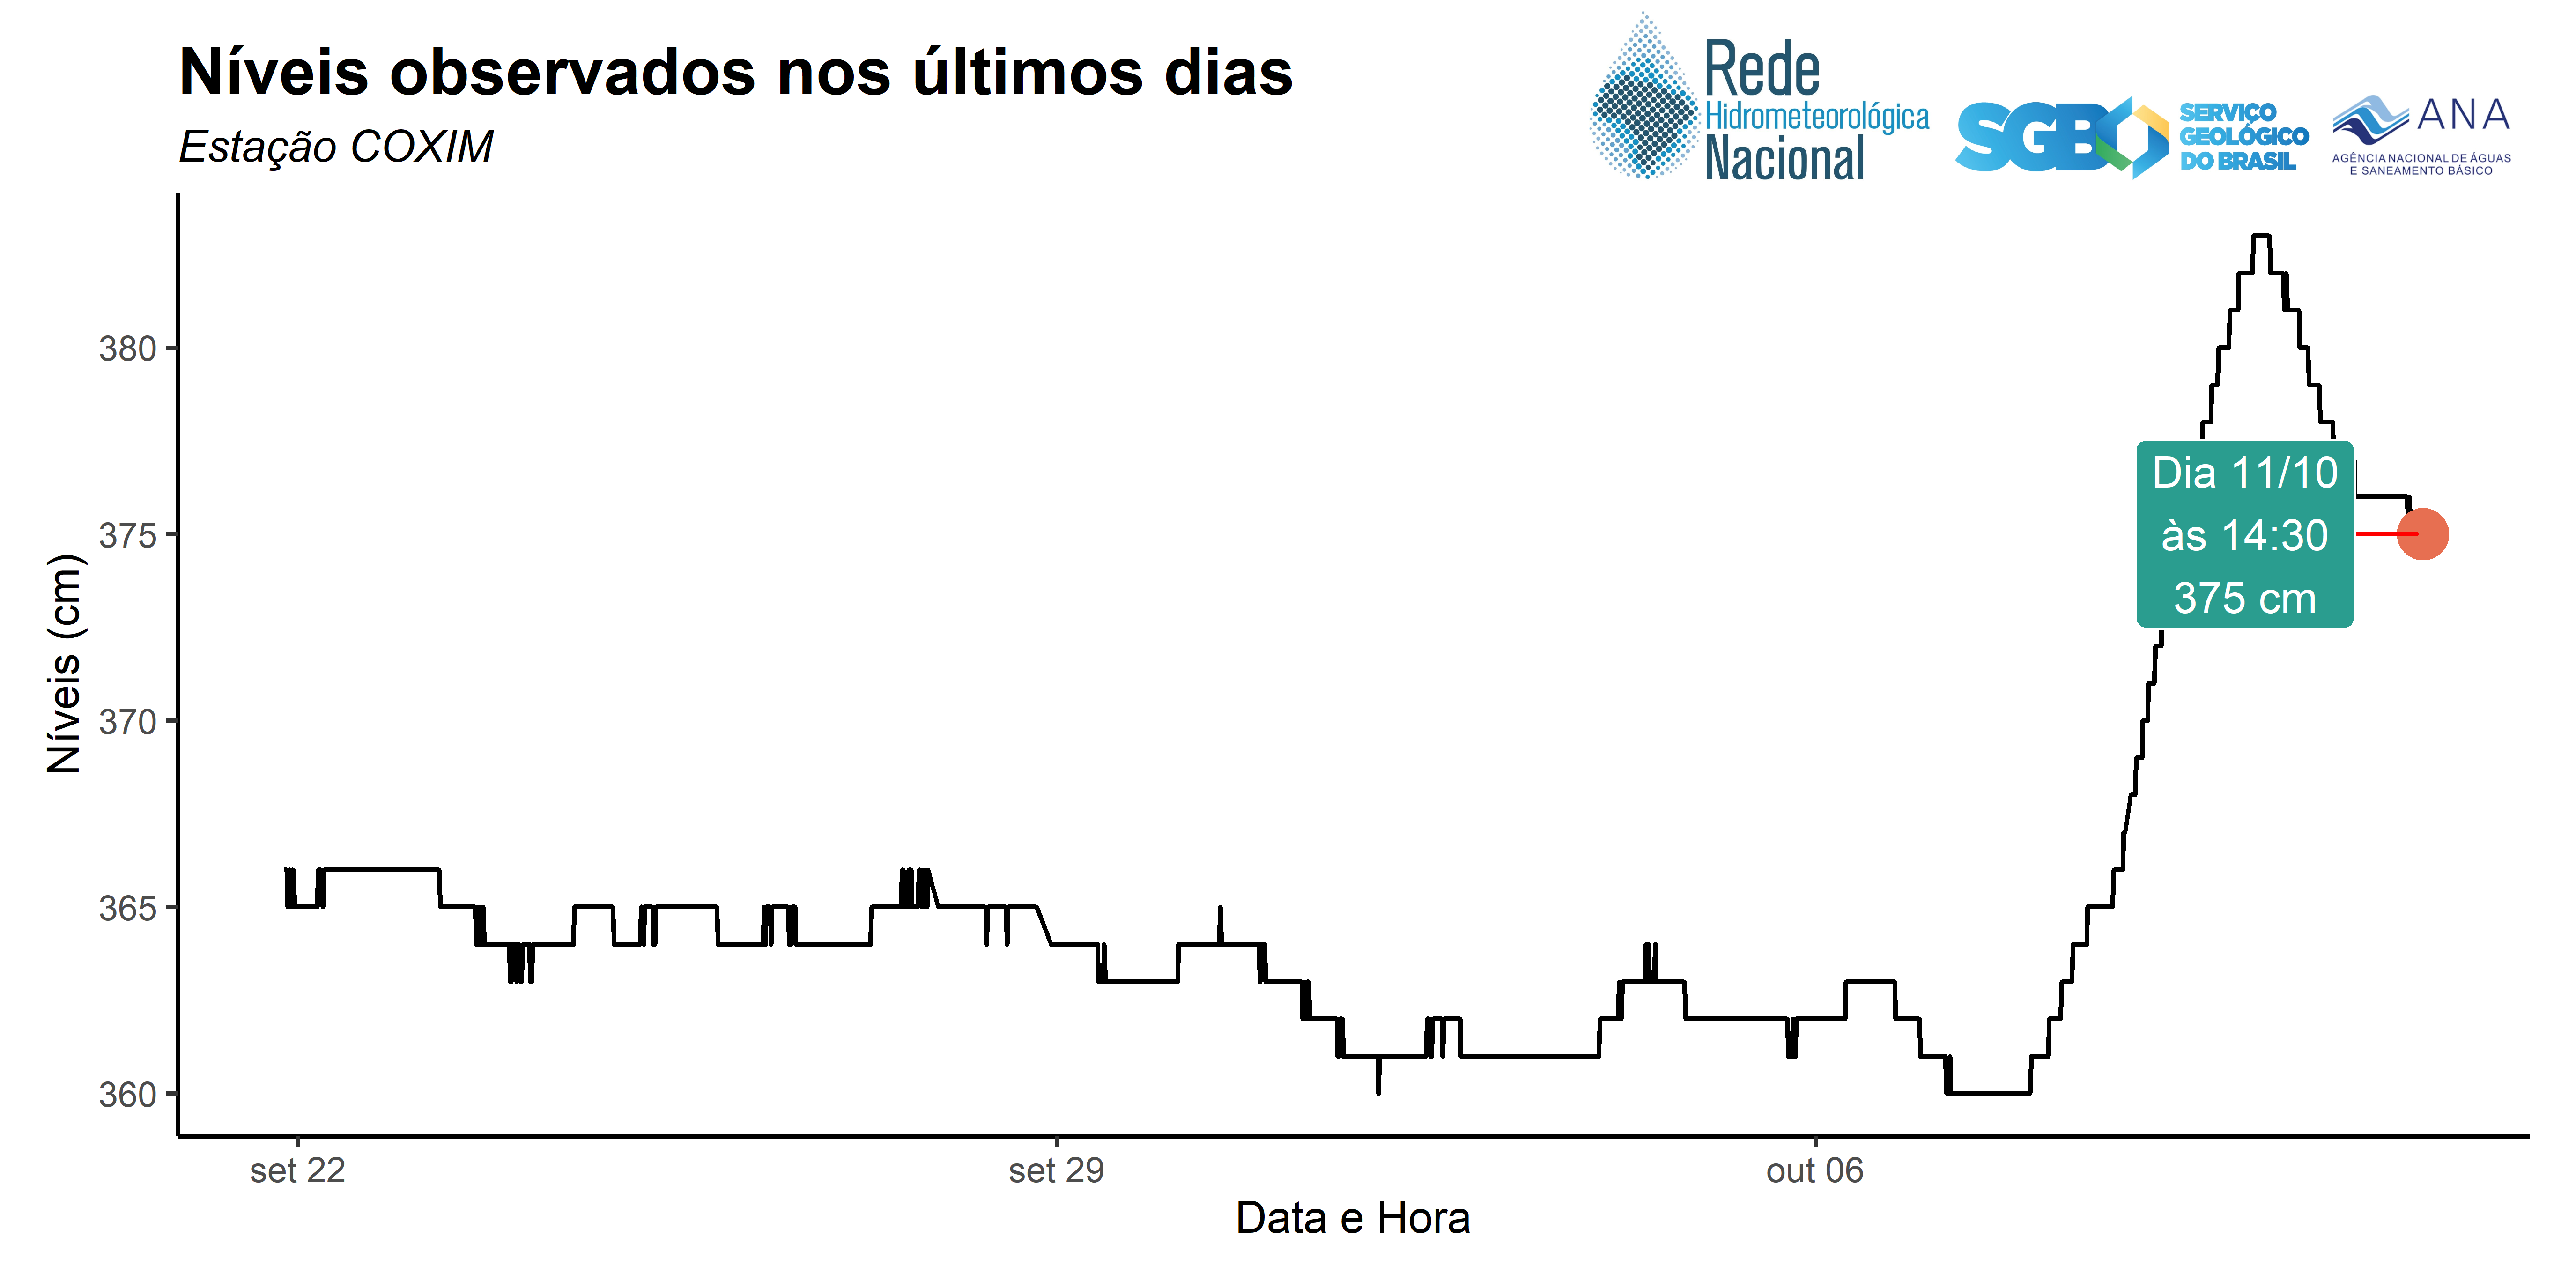 Níveis observados nos últimos dias
Estação COXIM
Rede
Hidrometeorológica
Nacional
SGB
SERVIÇO
GEOLÓGICO
DO BRASIL
ANA
AGÊNCIA NACIONAL DE ÁGUAS
E SANEAMENTO BÁSICO
Níveis (cm)
380
375
370
365
360
Dia 11/10
às 14:30
375 cm
set 22
set 29
out 06
Data e Hora